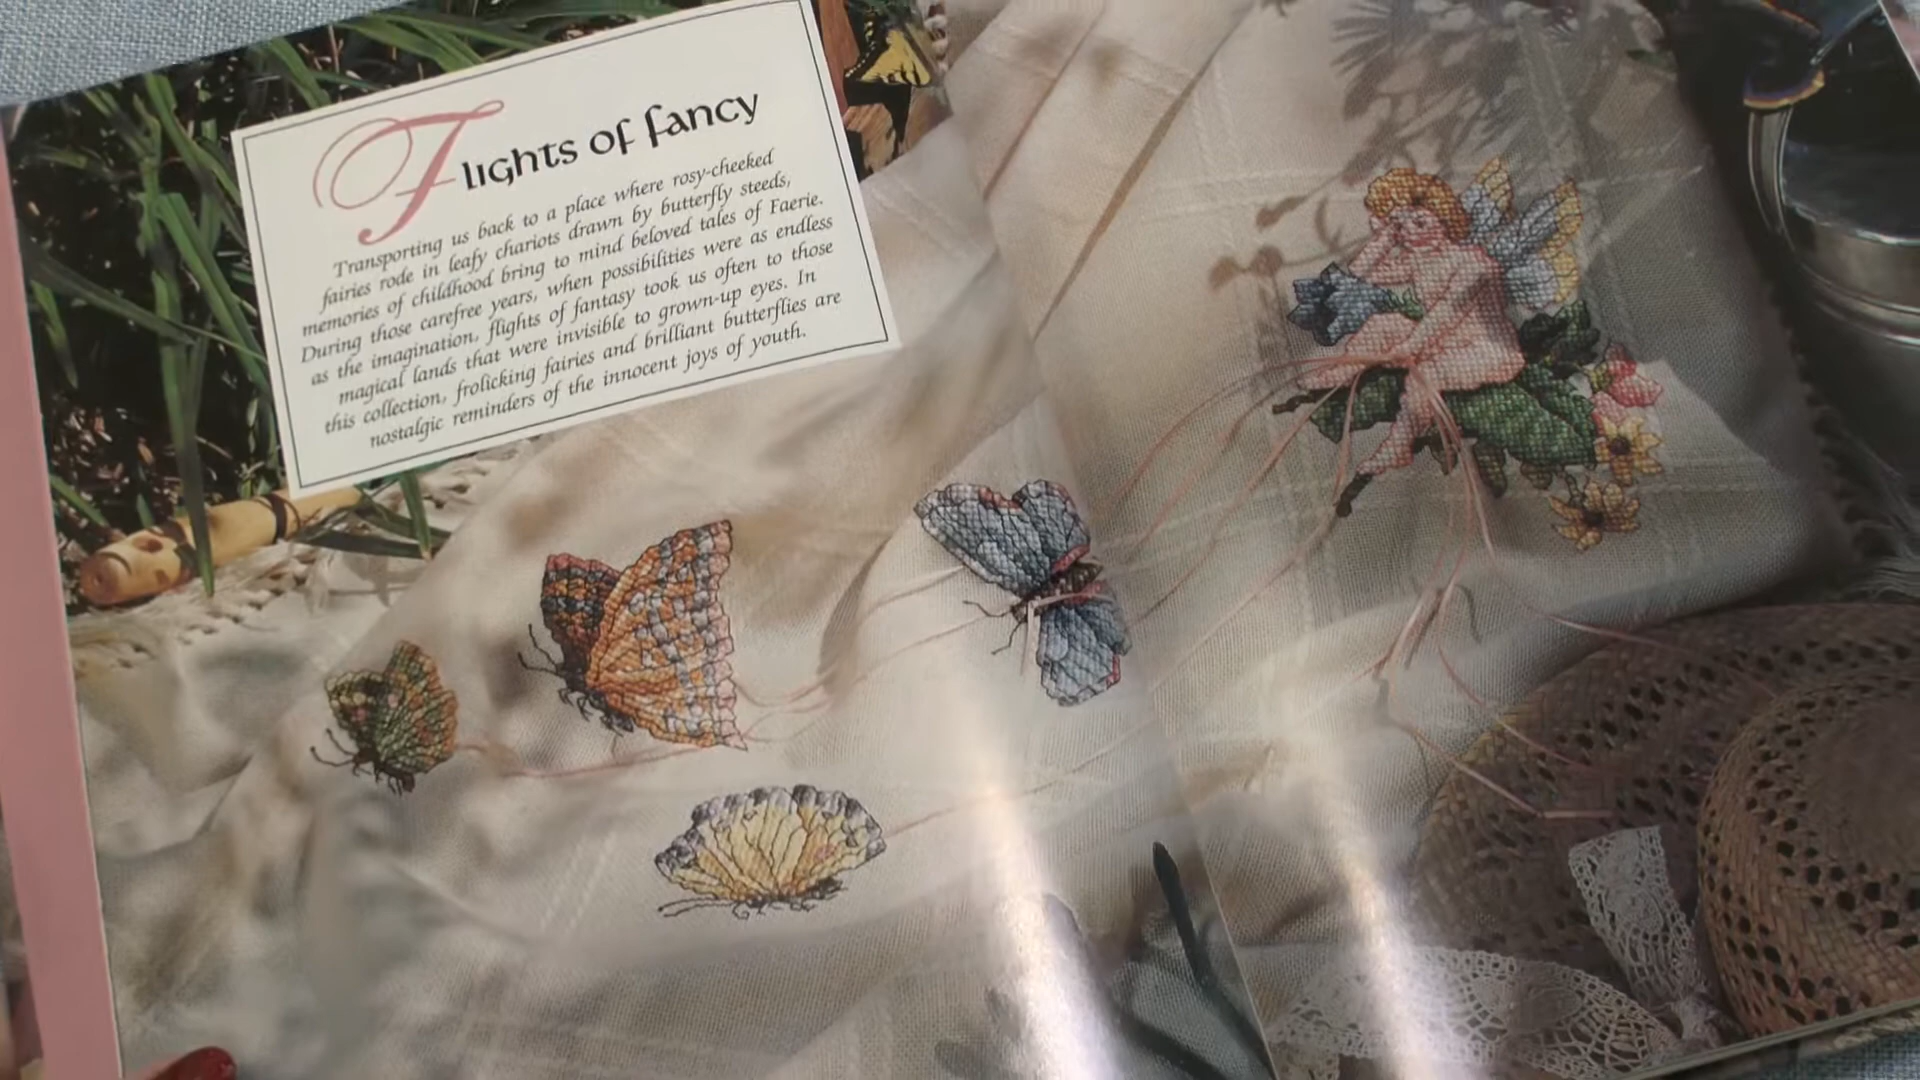 Flights of fancy
Transporting us back to a place where rosy-cheeked
fairies rode in leafy chariots drawn by butterfly steeds,
memories of childhood bring to mind beloved tales of Faerie.
During those carefree years, when possibilities were as endless
as the imagination, flights of fantasy took us often to those
magical lands that were invisible to grown-up eyes. In
this collection, frolicking fairies and brilliant butterflies are
nostalgic reminders of the innocent joys of youth.